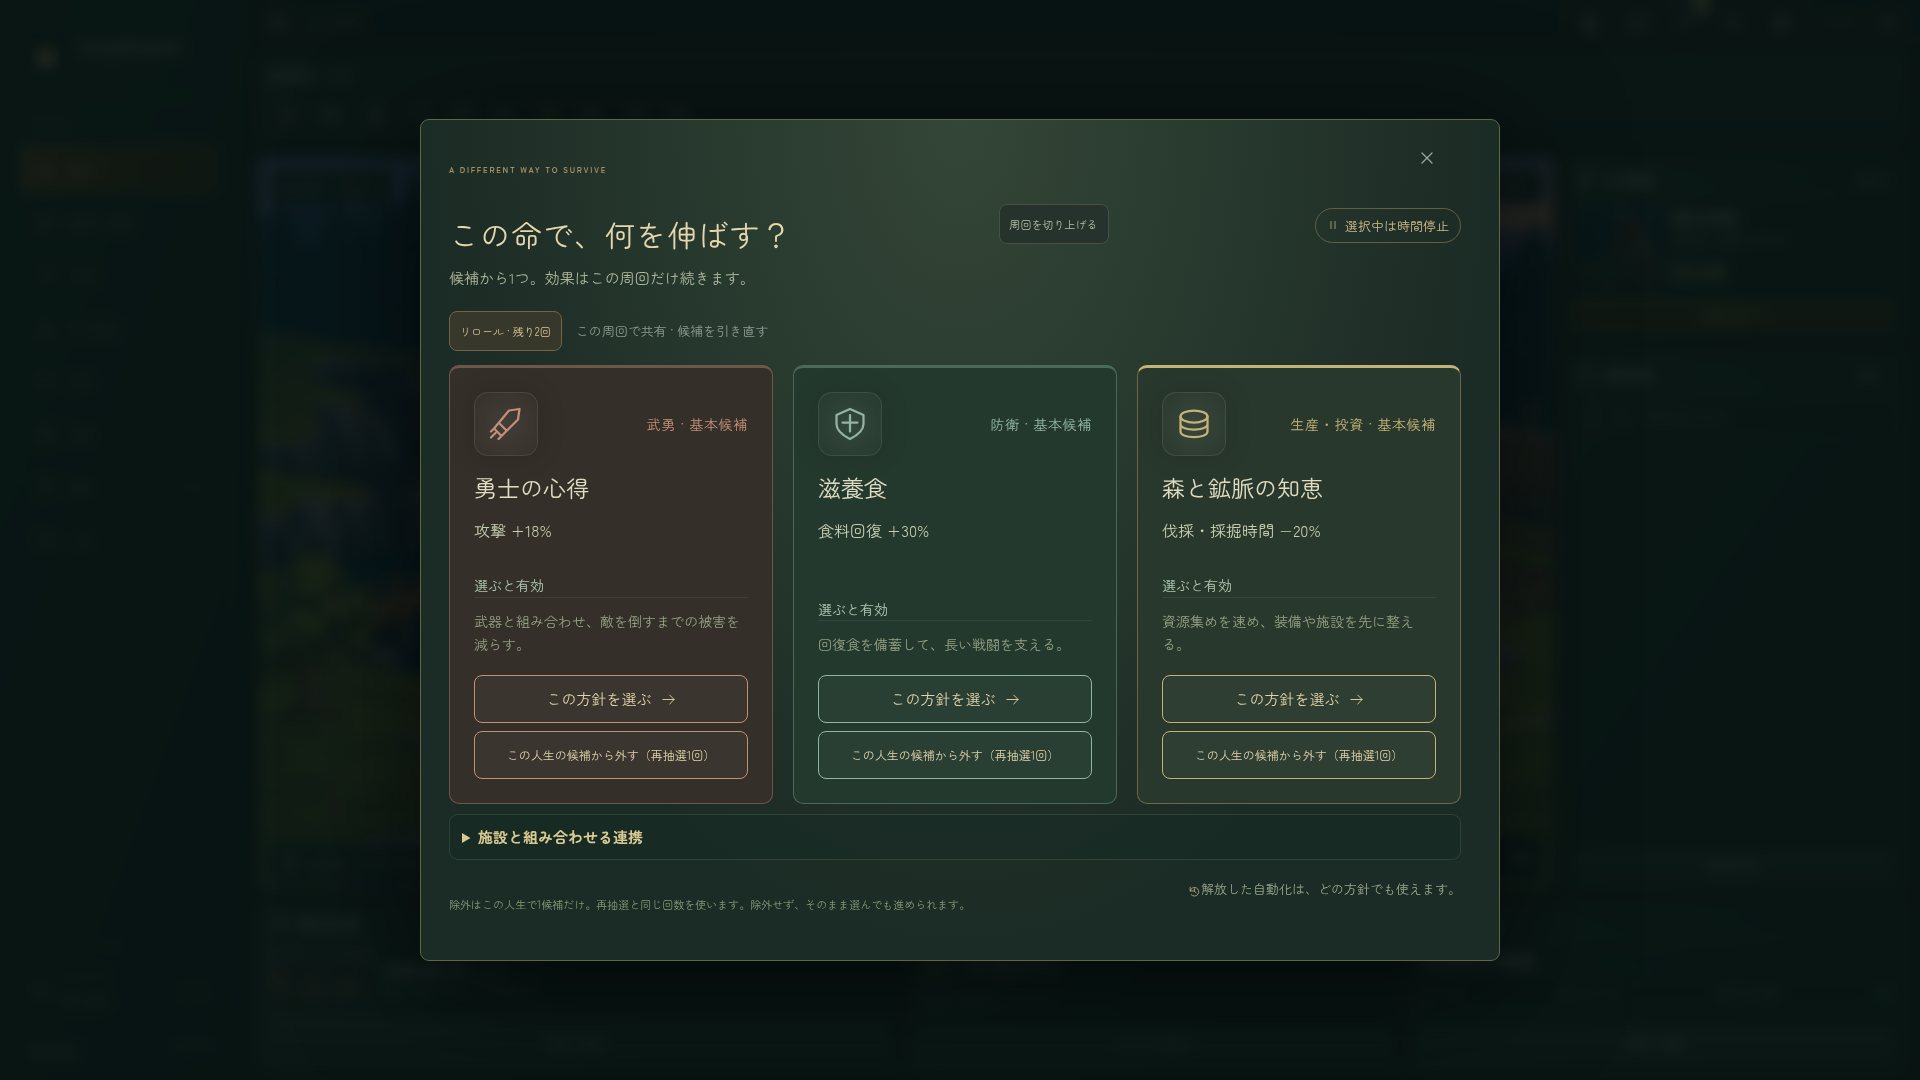 A DIFFERENT WAY TO SURVIVE
この命で、何を伸ばす？
周回を切り上げる
選択中は時間停止
候補から1つ。効果はこの周回だけ続きます。
リロール · 残り2回
この周回で共有 · 候補を引き直す
武勇 · 基本候補
勇士の心得
攻撃 +18%
選ぶと有効
武器と組み合わせ、敵を倒すまでの被害を
減らす。
この方針を選ぶ →
この人生の候補から外す（再抽選1回）
防衛 · 基本候補
滋養食
食料回復 +30%
選ぶと有効
回復食を備蓄して、長い戦闘を支える。
この方針を選ぶ →
この人生の候補から外す（再抽選1回）
生産・投資 · 基本候補
森と鉱脈の知恵
伐採・採掘時間 −20%
選ぶと有効
資源集めを速め、装備や施設を先に整え
る。
この方針を選ぶ →
この人生の候補から外す（再抽選1回）
▶ 施設と組み合わせる連携
解放した自動化は、どの方針でも使えます。
除外はこの人生で1候補だけ。再抽選と同じ回数を使います。除外せず、そのまま選んでも進められます。